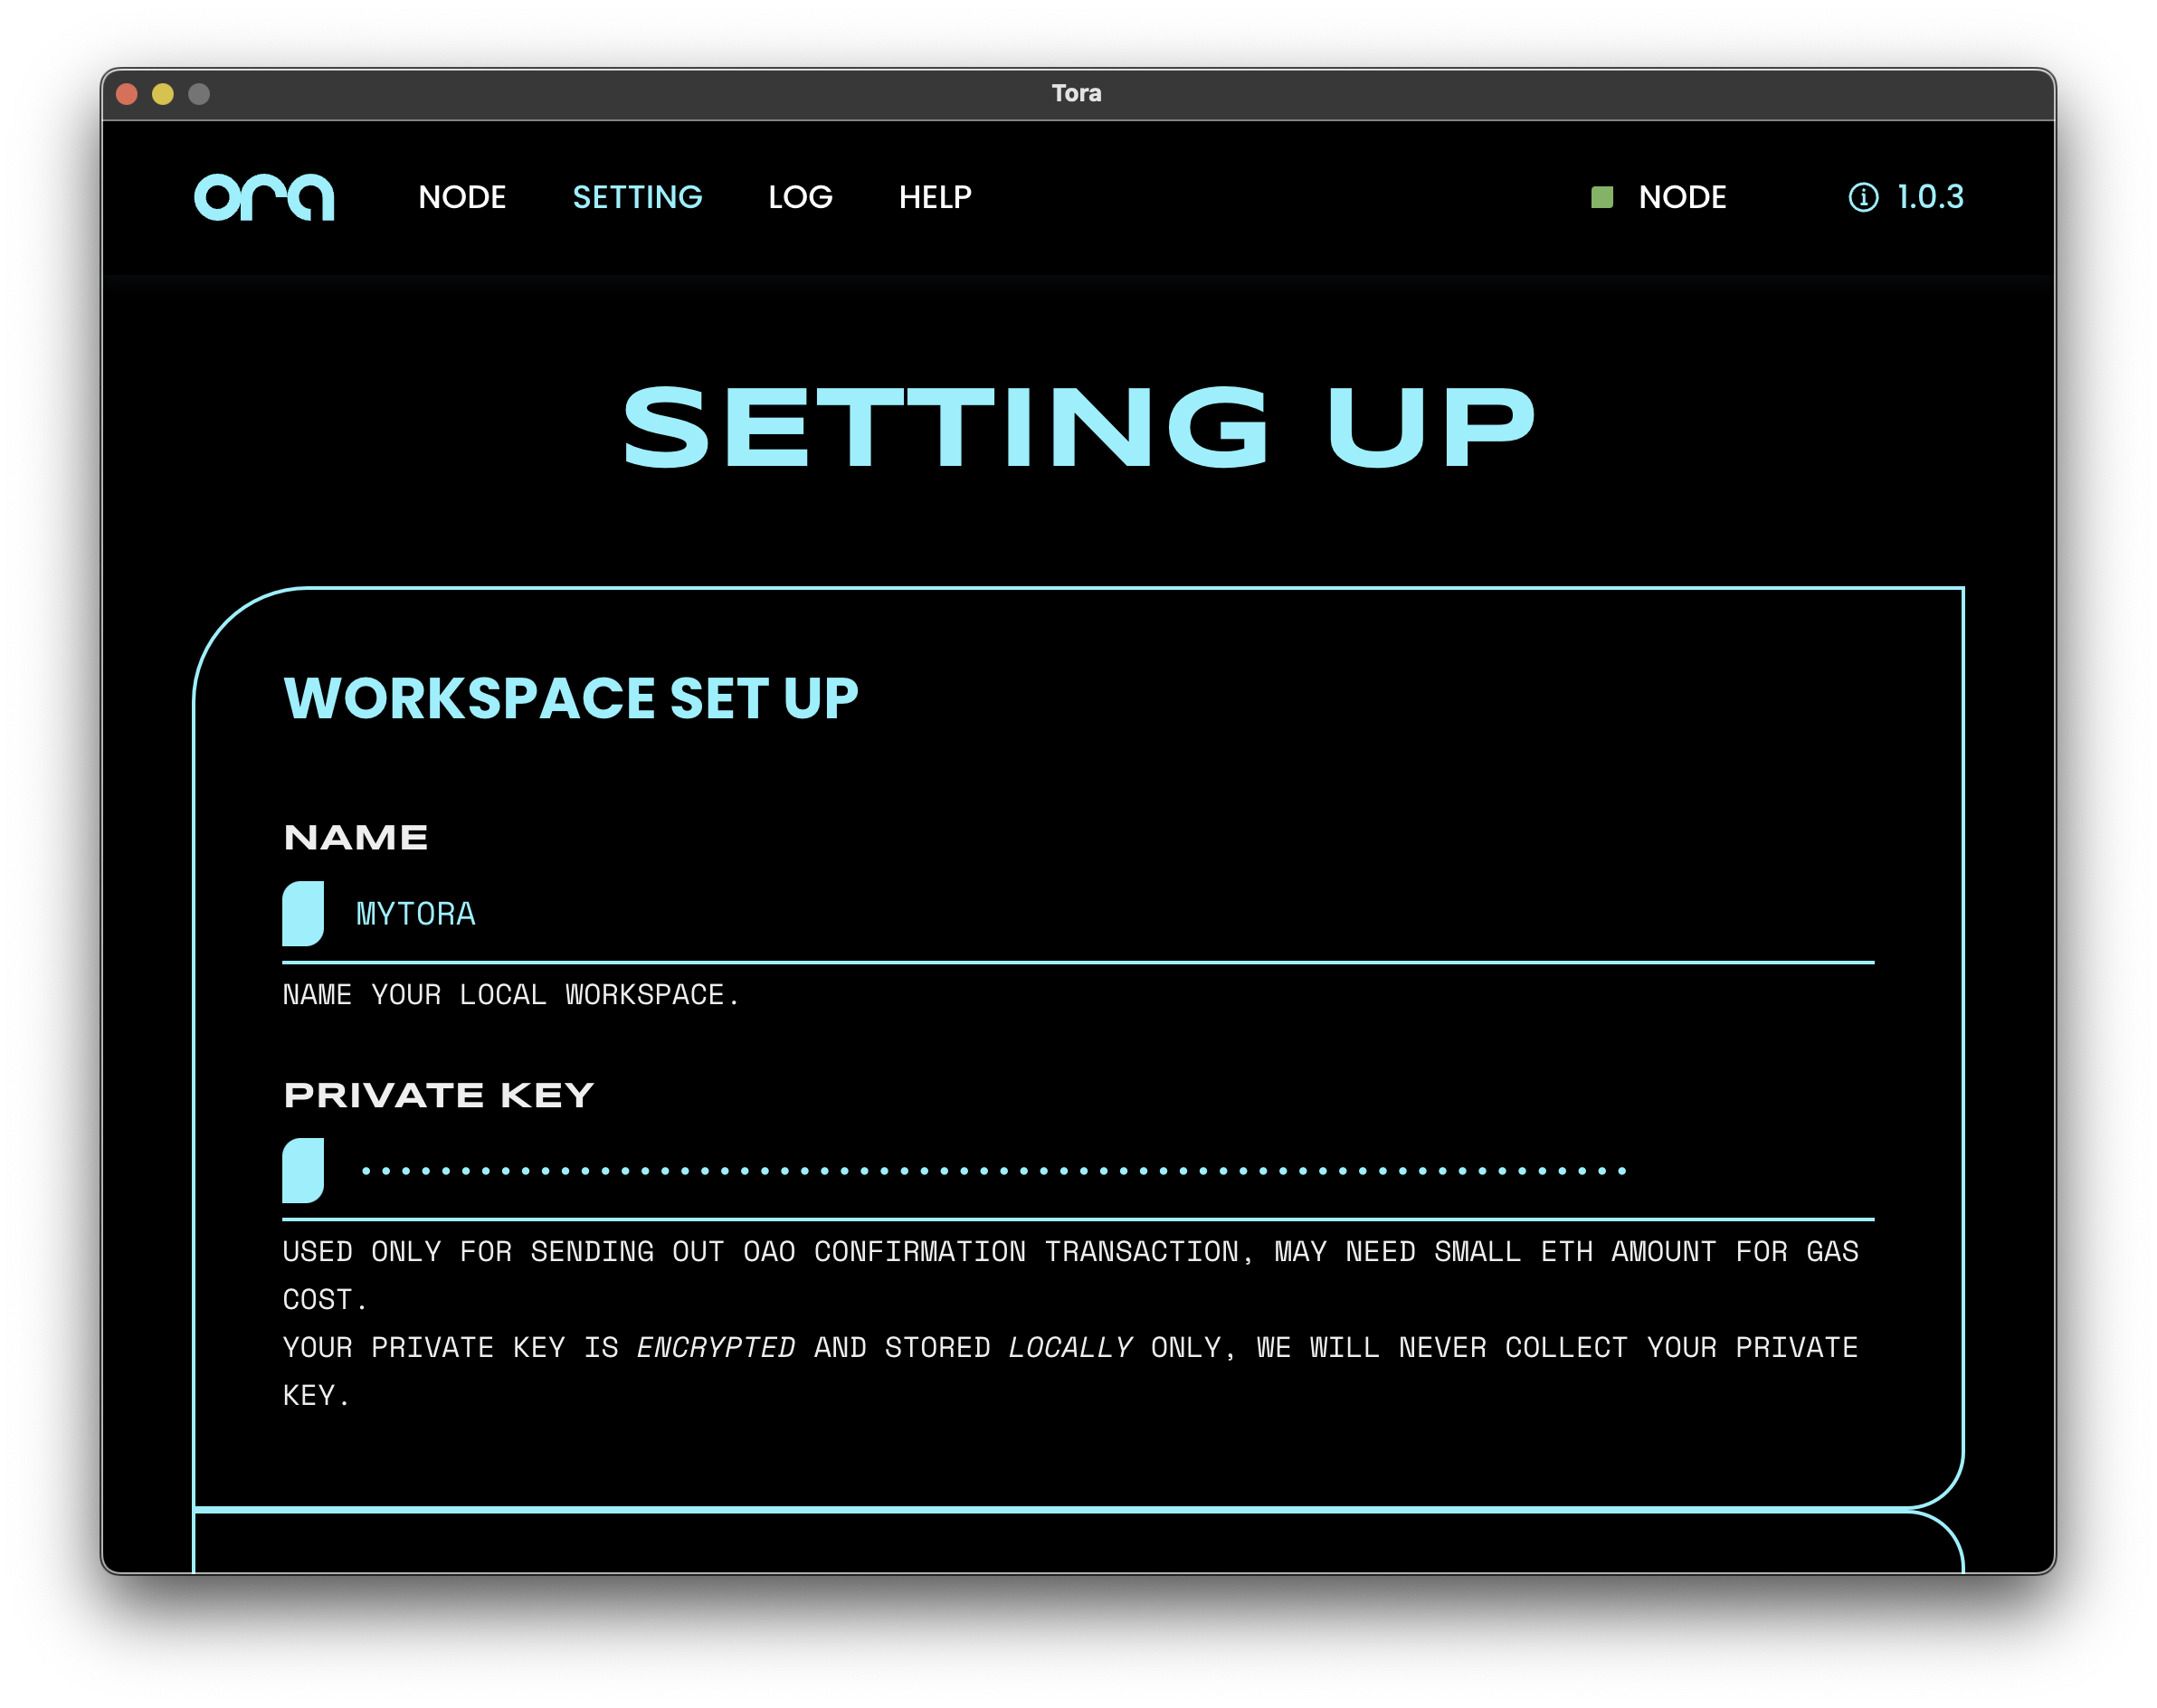 Tora
ora
NODE
SETTING
LOG
HELP
NODE
1.0.3
SETTING UP
WORKSPACE SET UP
NAME
MYTORA
NAME YOUR LOCAL WORKSPACE.
PRIVATE KEY
USED ONLY FOR SENDING OUT OAO CONFIRMATION TRANSACTION, MAY NEED SMALL ETH AMOUNT FOR GAS
COST.
YOUR PRIVATE KEY IS ENCRYPTED AND STORED LOCALLY ONLY, WE WILL NEVER COLLECT YOUR PRIVATE
KEY.